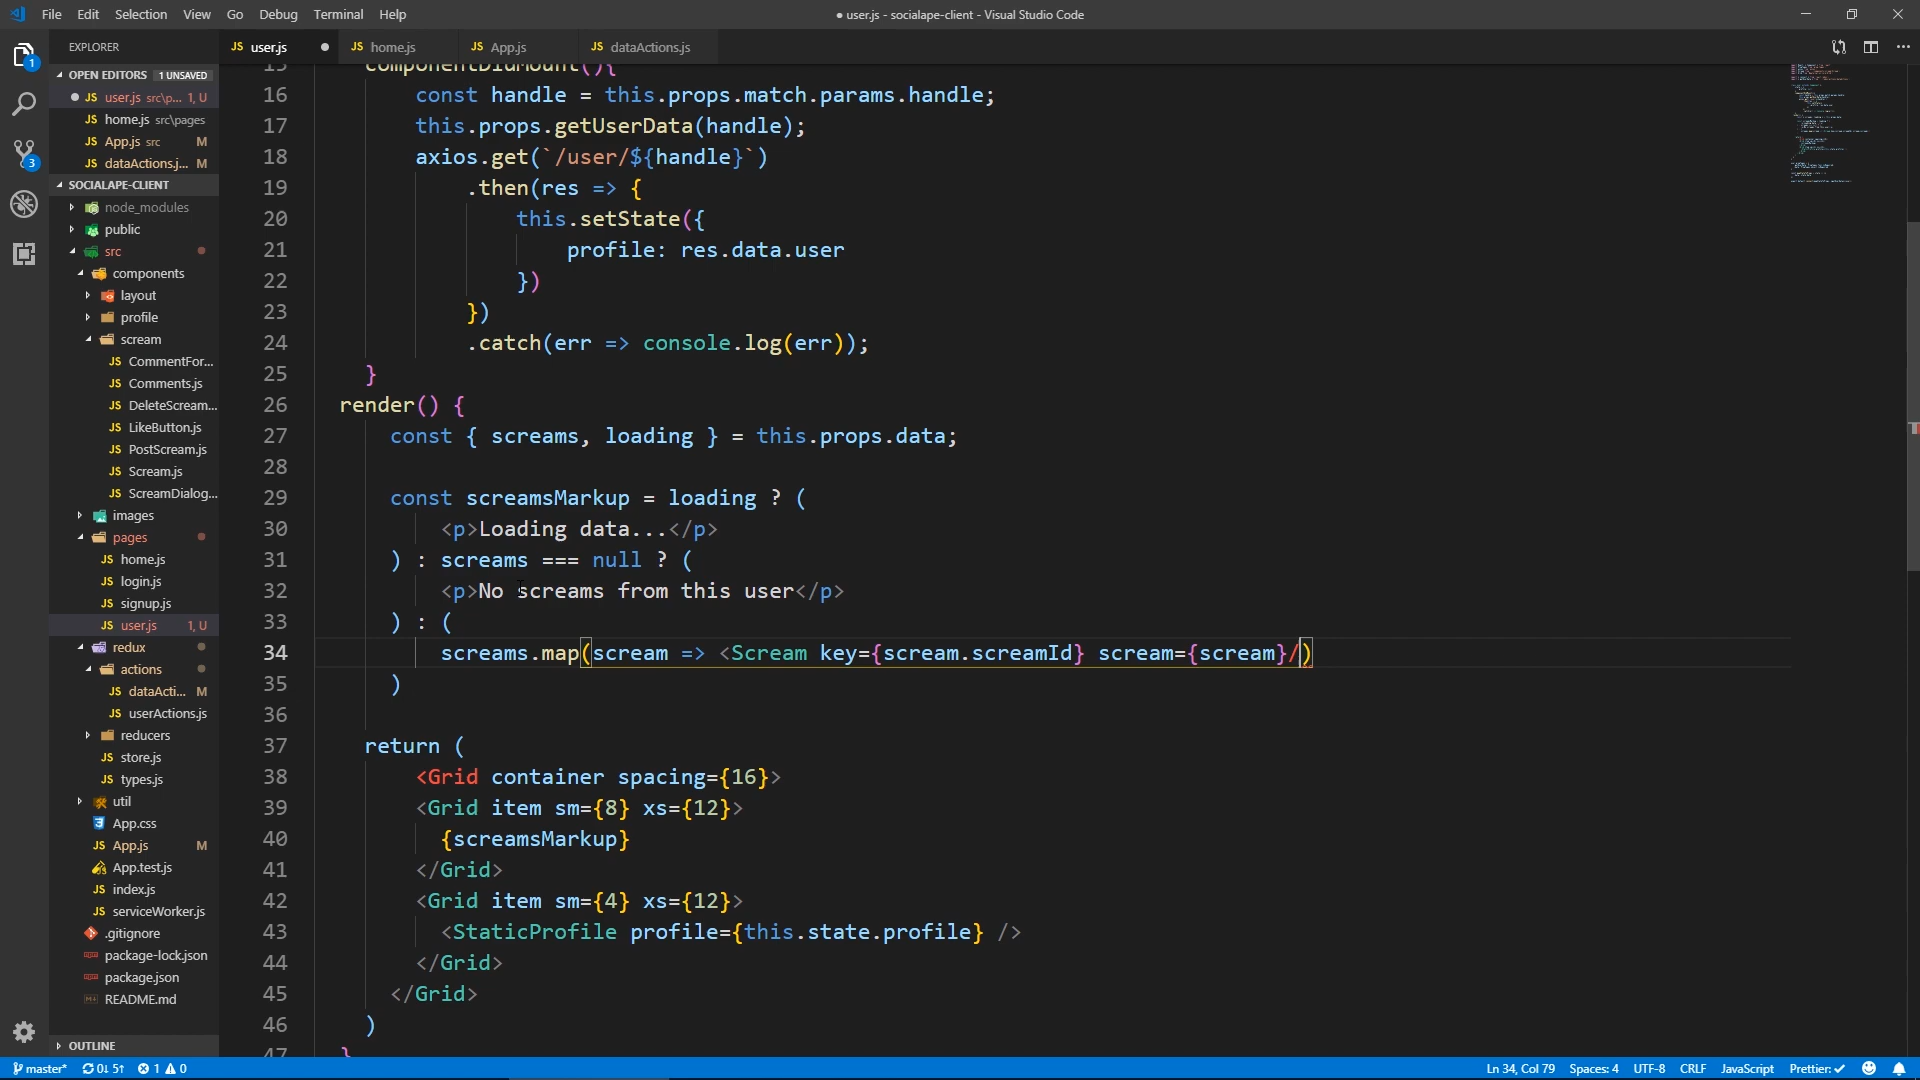 File Edit Selection View Go Debug Terminal Help
● user.js - socialape-client - Visual Studio Code
EXPLORER
JS user.js ●
JS home.js
JS App.js
JS dataActions.js
OPEN EDITORS 1 UNSAVED
● JS user.js src\p... 1, U
JS home.js src\pages
JS App.js src M
JS dataActions.j... M
SOCIALAPE-CLIENT
node_modules
public
src
components
layout
profile
scream
JS CommentFor...
JS Comments.js
JS DeleteScream...
JS LikeButton.js
JS PostScream.js
JS Scream.js
JS ScreamDialog...
images
pages
JS home.js
JS login.js
JS signup.js
JS user.js 1, U
redux
actions
JS dataActi... M
JS userActions.js
reducers
JS store.js
JS types.js
util
App.css
JS App.js M
App.test.js
JS index.js
JS serviceWorker.js
.gitignore
package-lock.json
package.json
README.md
OUTLINE
1
3
15 componentDidMount(){
16 const handle = this.props.match.params.handle;
17 this.props.getUserData(handle);
18 axios.get(`/user/${handle}`)
19 .then(res => {
20 this.setState({
21 profile: res.data.user
22 })
23 })
24 .catch(err => console.log(err));
25 }
26 render() {
27 const { screams, loading } = this.props.data;
28
29 const screamsMarkup = loading ? (
30 <p>Loading data...</p>
31 ) : screams === null ? (
32 <p>No screams from this user</p>
33 ) : (
34 screams.map(scream => <Scream key={scream.screamId} scream={scream}/)
35 )
36
37 return (
38 <Grid container spacing={16}>
39 <Grid item sm={8} xs={12}>
40 {screamsMarkup}
41 </Grid>
42 <Grid item sm={4} xs={12}>
43 <StaticProfile profile={this.state.profile} />
44 </Grid>
45 </Grid>
46 )
47 }
master* 0↓ 5↑ 1 0
Ln 34, Col 79 Spaces: 4 UTF-8 CRLF JavaScript Prettier: ✓